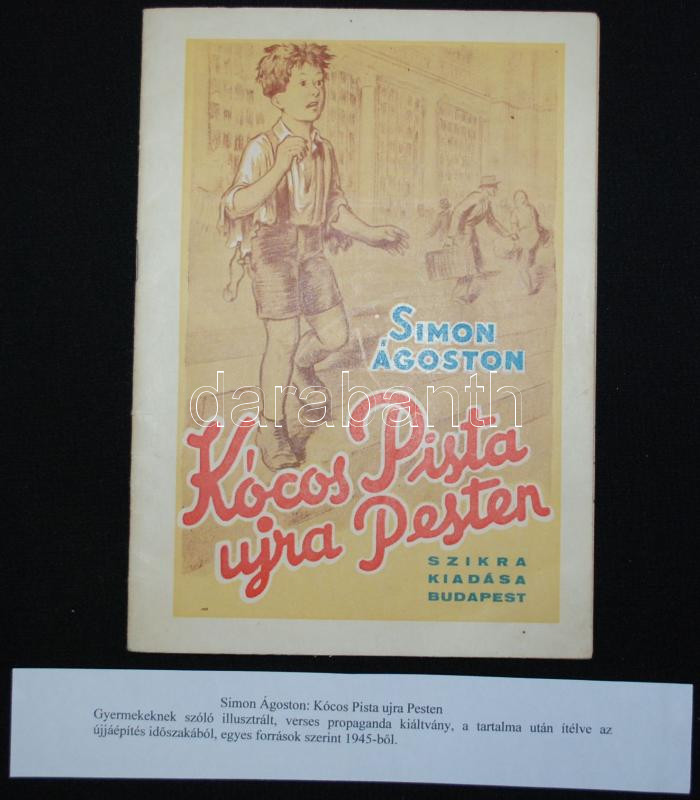 SIMON
ÁGOSTON
darabanth
Kócos Pista
ujra Pesten
SZIKRA
KIADÁSA
BUDAPEST
Simon Ágoston: Kócos Pista ujra Pesten
Gyermekeknek szóló illusztrált, verses propaganda kiáltvány, a tartalma után ítélve az
újjáépítés időszakából, egyes források szerint 1945-ből.